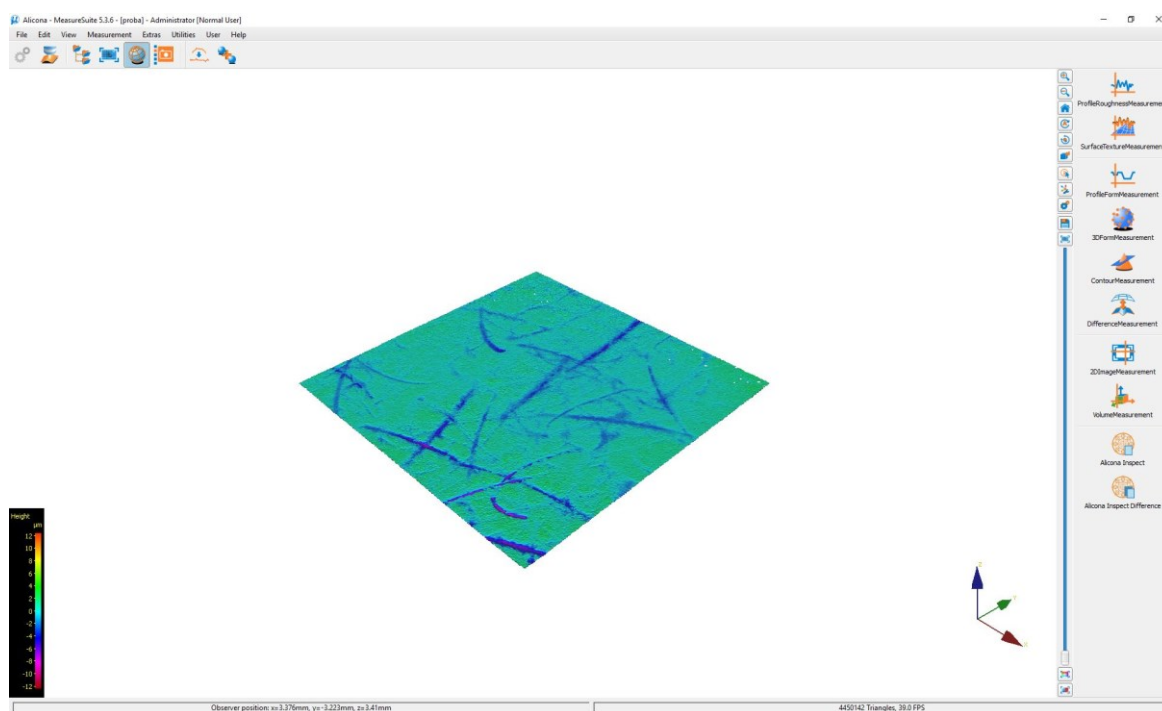 Alicona - MeasureSuite 5.3.6 - [proba] - Administrator [Normal User]
File Edit View Measurement Extras Utilities User Help
ProfileRoughnessMeasureme
SurfaceTextureMeasurement
ProfileFormMeasurement
3DFormMeasurement
ContourMeasurement
DifferenceMeasurement
2DImageMeasurement
VolumeMeasurement
Alicona Inspect
Alicona Inspect Difference
Height
µm
12
10
8
6
4
2
0
-2
-4
-6
-8
-10
-12
Z
Y
X
Observer position: x=3.376mm, y=-3.223mm, z=3.41mm
4450142 Triangles, 39.0 FPS